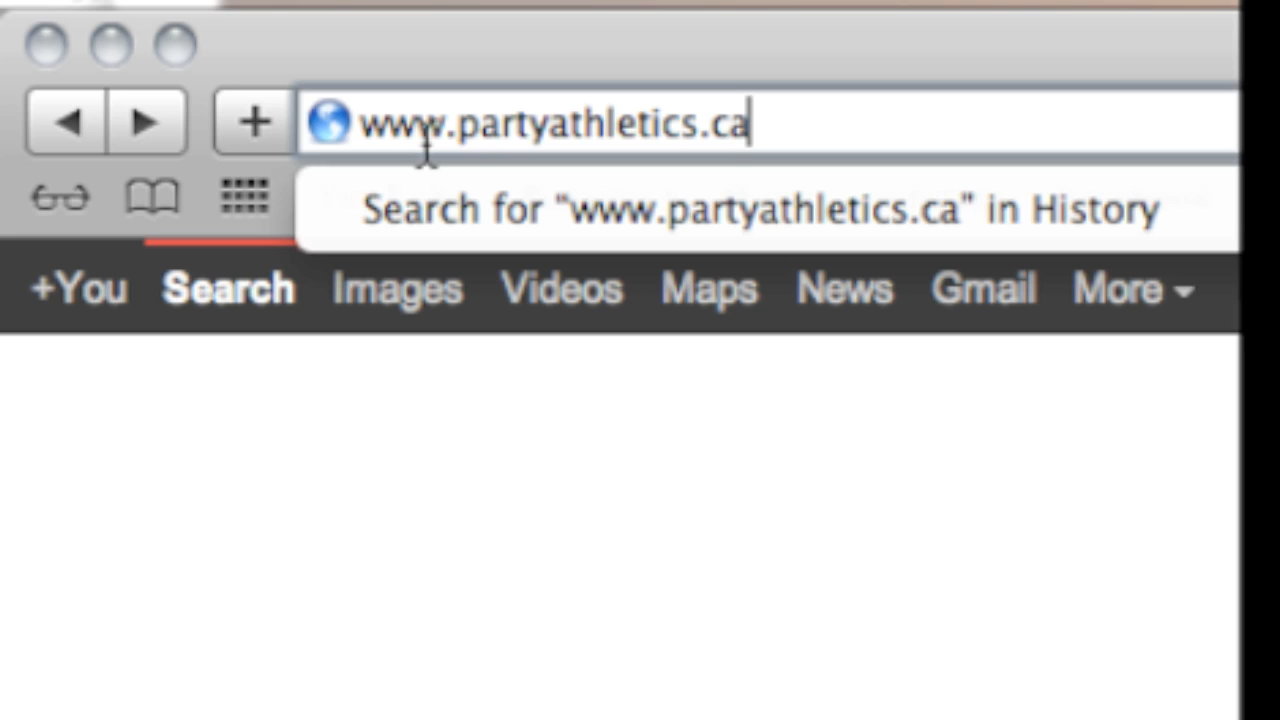 www.partyathletics.ca
Search for "www.partyathletics.ca" in History
+You Search Images Videos Maps News Gmail More